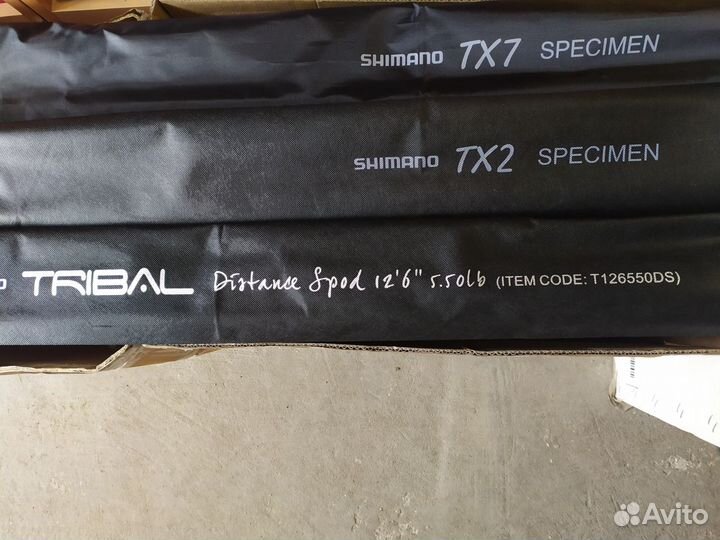 SHIMANO TX7 SPECIMEN
SHIMANO TX2 SPECIMEN
TRIBAL Distance Spod 12'6" 5.50lb (ITEM CODE: T126550DS)
Avito